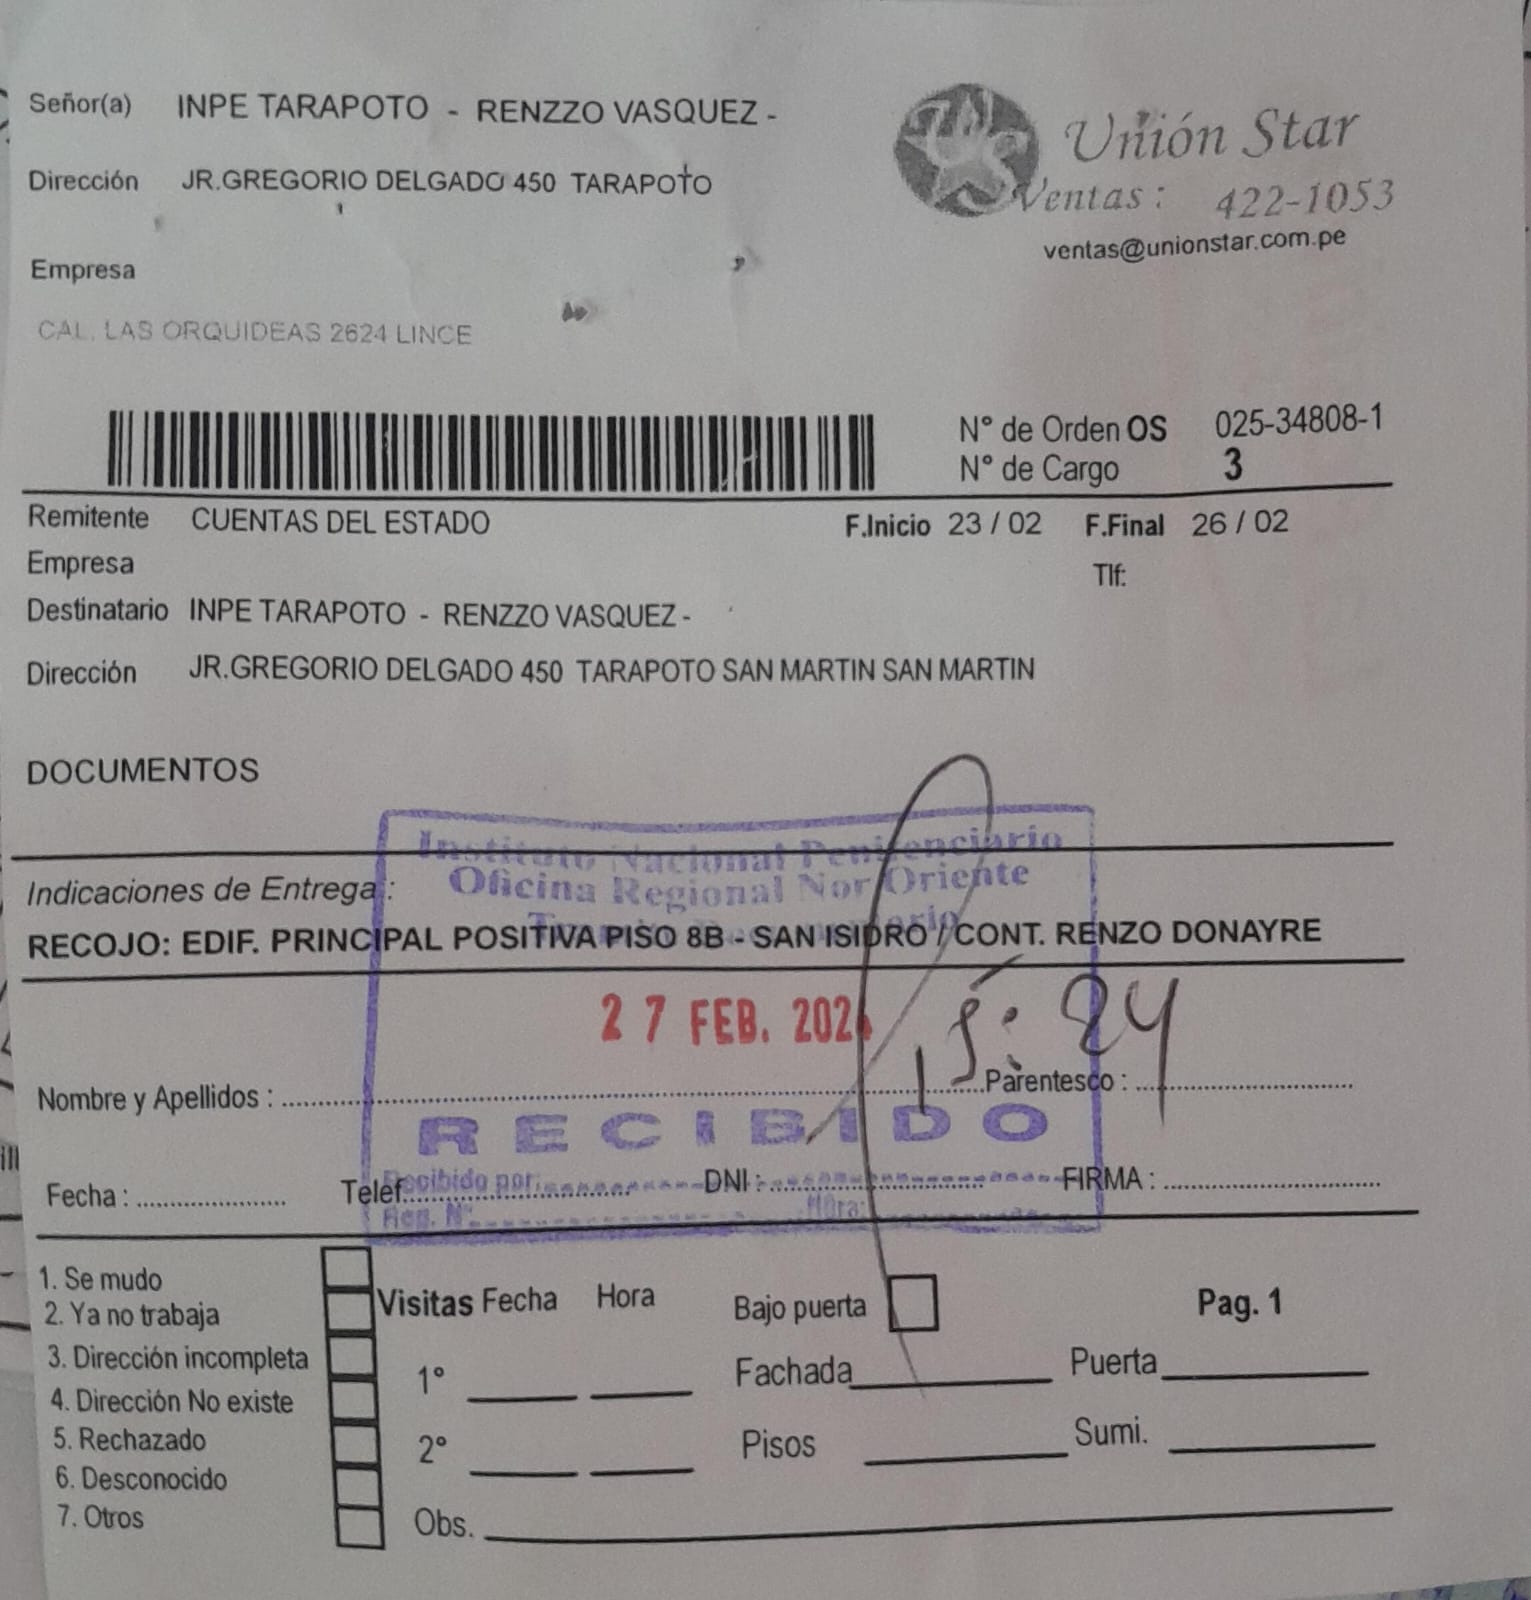 Señor(a) INPE TARAPOTO - RENZZO VASQUEZ -
Unión Star
Dirección JR.GREGORIO DELGADO 450 TARAPOTO
Ventas : 422-1053
ventas@unionstar.com.pe
Empresa
CAL. LAS ORQUIDEAS 2624 LINCE
N° de Orden OS 025-34808-1
N° de Cargo 3
Remitente CUENTAS DEL ESTADO F.Inicio 23 / 02 F.Final 26 / 02
Empresa Tlf:
Destinatario INPE TARAPOTO - RENZZO VASQUEZ -
Dirección JR.GREGORIO DELGADO 450 TARAPOTO SAN MARTIN SAN MARTIN
DOCUMENTOS
Instituto Nacional Penitenciario
Oficina Regional Nor Oriente
Indicaciones de Entrega :
RECOJO: EDIF. PRINCIPAL POSITIVA PISO 8B - SAN ISIDRO / CONT. RENZO DONAYRE
27 FEB.
Nombre y Apellidos : Parentesco :
RECIBIDO
Recibido por:
Fecha : Telef. DNI : FIRMA :
Reg. N° Hora:
1. Se mudo
2. Ya no trabaja
3. Dirección incompleta
4. Dirección No existe
5. Rechazado
6. Desconocido
7. Otros
Visitas Fecha Hora Bajo puerta Pag. 1
1° Fachada Puerta
2° Pisos Sumi.
Obs.